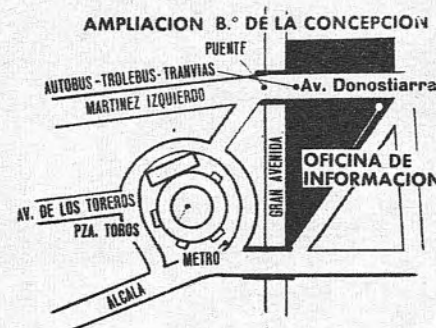 AMPLIACION B.º DE LA CONCEPCION
PUENTE
AUTOBUS-TROLEBUS-TRANVIAS
MARTINEZ IZQUIERDO
Av. Donostiarra
GRAN AVENIDA
OFICINA DE
INFORMACION
AV. DE LOS TOREROS
PZA. TOROS
METRO
ALCALA